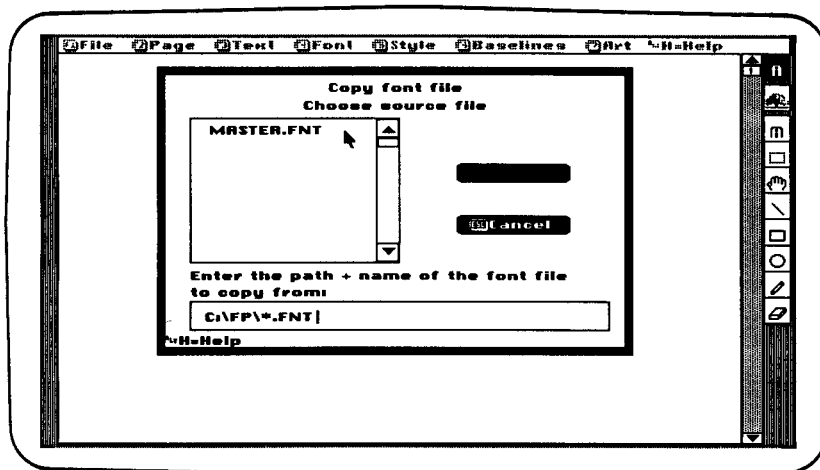 File Page Text Font Style Baselines Art ^H=Help
Copy font file
Choose source file
MASTER.FNT
ESC Cancel
Enter the path + name of the font file
to copy from:
C:\FP\*.FNT
^H=Help